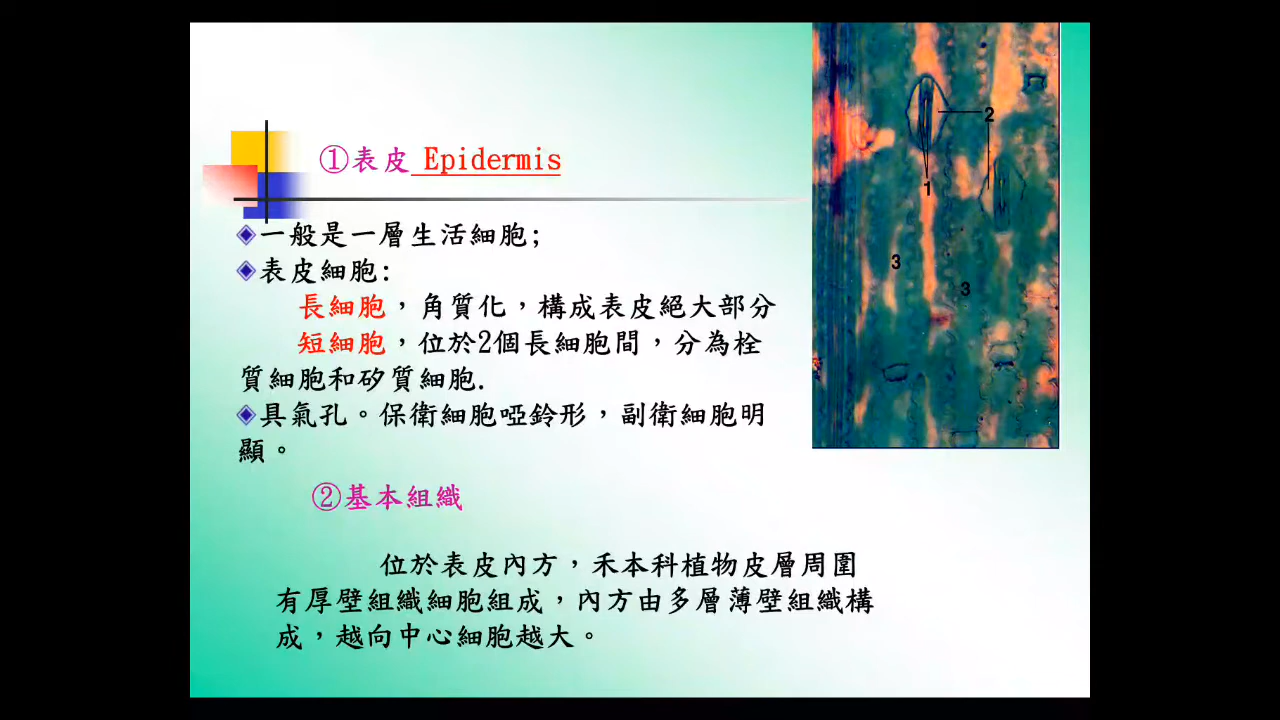 ①表皮 Epidermis
一般是一層生活細胞;
表皮細胞:
長細胞，角質化，構成表皮絕大部分
短細胞，位於2個長細胞間，分為栓
質細胞和矽質細胞.
具氣孔。保衛細胞啞鈴形，副衛細胞明
顯。
②基本組織
位於表皮內方，禾本科植物皮層周圍
有厚壁組織細胞組成，內方由多層薄壁組織構
成，越向中心細胞越大。
2
1
3
3